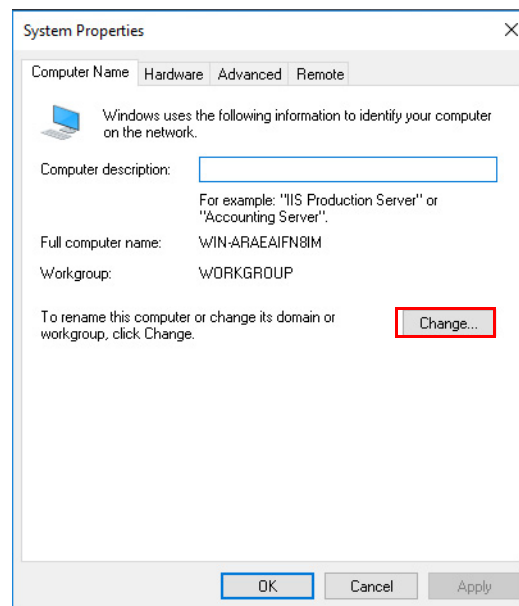 System Properties
Computer Name Hardware Advanced Remote
Windows uses the following information to identify your computer
on the network.
Computer description:
For example: "IIS Production Server" or
"Accounting Server".
Full computer name: WIN-ARAEAIFN8IM
Workgroup: WORKGROUP
To rename this computer or change its domain or
workgroup, click Change.
Change...
OK Cancel Apply